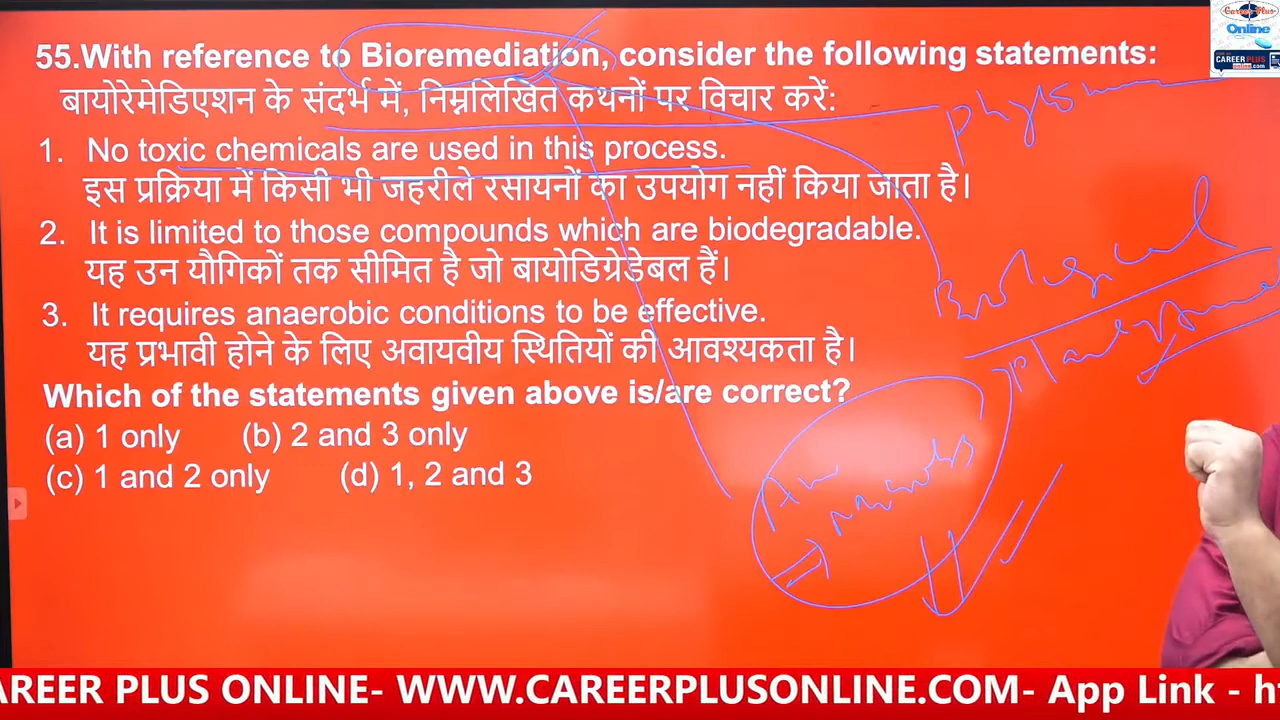 55.With reference to Bioremediation, consider the following statements:
बायोरेमेडिएशन के संदर्भ में, निम्नलिखित कथनों पर विचार करें:
1. No toxic chemicals are used in this process.
इस प्रक्रिया में किसी भी जहरीले रसायनों का उपयोग नहीं किया जाता है।
2. It is limited to those compounds which are biodegradable.
यह उन यौगिकों तक सीमित है जो बायोडिग्रेडेबल हैं।
3. It requires anaerobic conditions to be effective.
यह प्रभावी होने के लिए अवायवीय स्थितियों की आवश्यकता है।
Which of the statements given above is/are correct?
(a) 1 only (b) 2 and 3 only
(c) 1 and 2 only (d) 1, 2 and 3
Biological
Career Plus
Online
CAREER PLUS
AREER PLUS ONLINE- WWW.CAREERPLUSONLINE.COM- App Link - ht